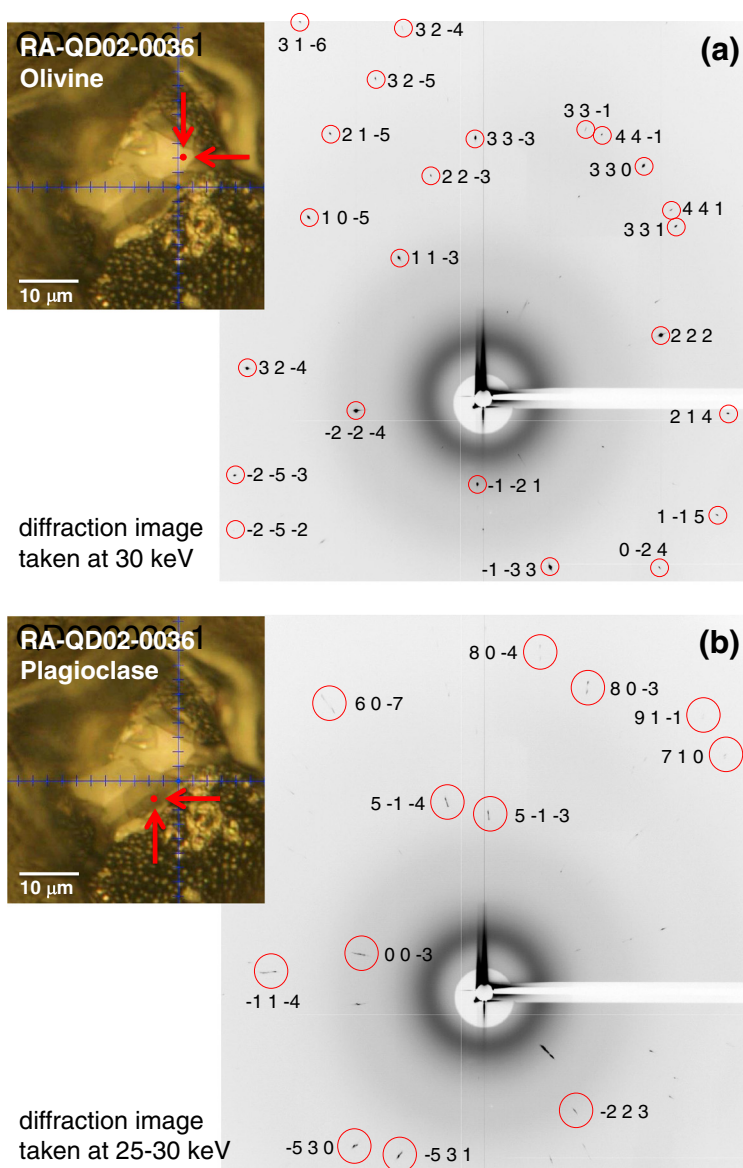 RA-QD02-0036
Olivine
10 μm
(a)
3 1 -6
3 2 -4
3 2 -5
2 1 -5
3 3 -3
3 3 -1
4 4 -1
3 3 0
2 2 -3
1 0 -5
4 4 1
3 3 1
1 1 -3
2 2 2
3 2 -4
-2 -2 -4
2 1 4
-2 -5 -3
-1 -2 1
-2 -5 -2
1 -1 5
0 -2 4
-1 -3 3
diffraction image
taken at 30 keV
RA-QD02-0036
Plagioclase
10 μm
(b)
8 0 -4
8 0 -3
6 0 -7
9 1 -1
7 1 0
5 -1 -4
5 -1 -3
0 0 -3
-1 1 -4
-2 2 3
-5 3 0
-5 3 1
diffraction image
taken at 25-30 keV